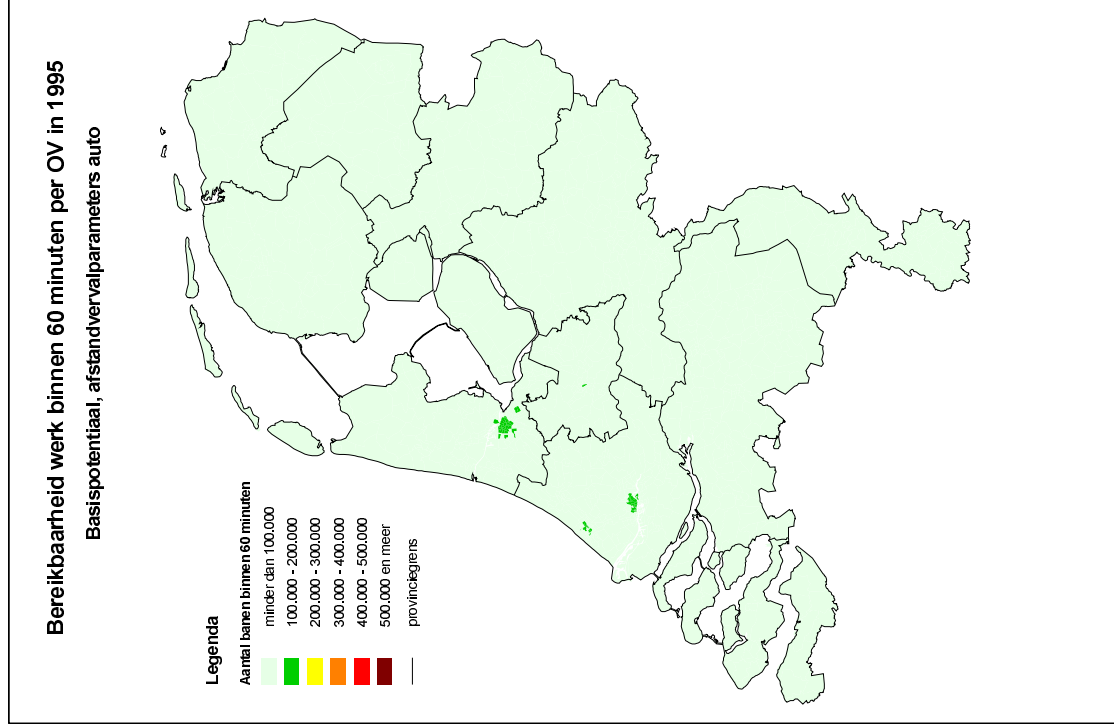 Bereikbaarheid werk binnen 60 minuten per OV in 1995
Basispotentiaal, afstandvervalparameters auto
Legenda
Aantal banen binnnen 60 minuten
minder dan 100.000
100.000 - 200.000
200.000 - 300.000
300.000 - 400.000
400.000 - 500.000
500.000 en meer
provinciegrens